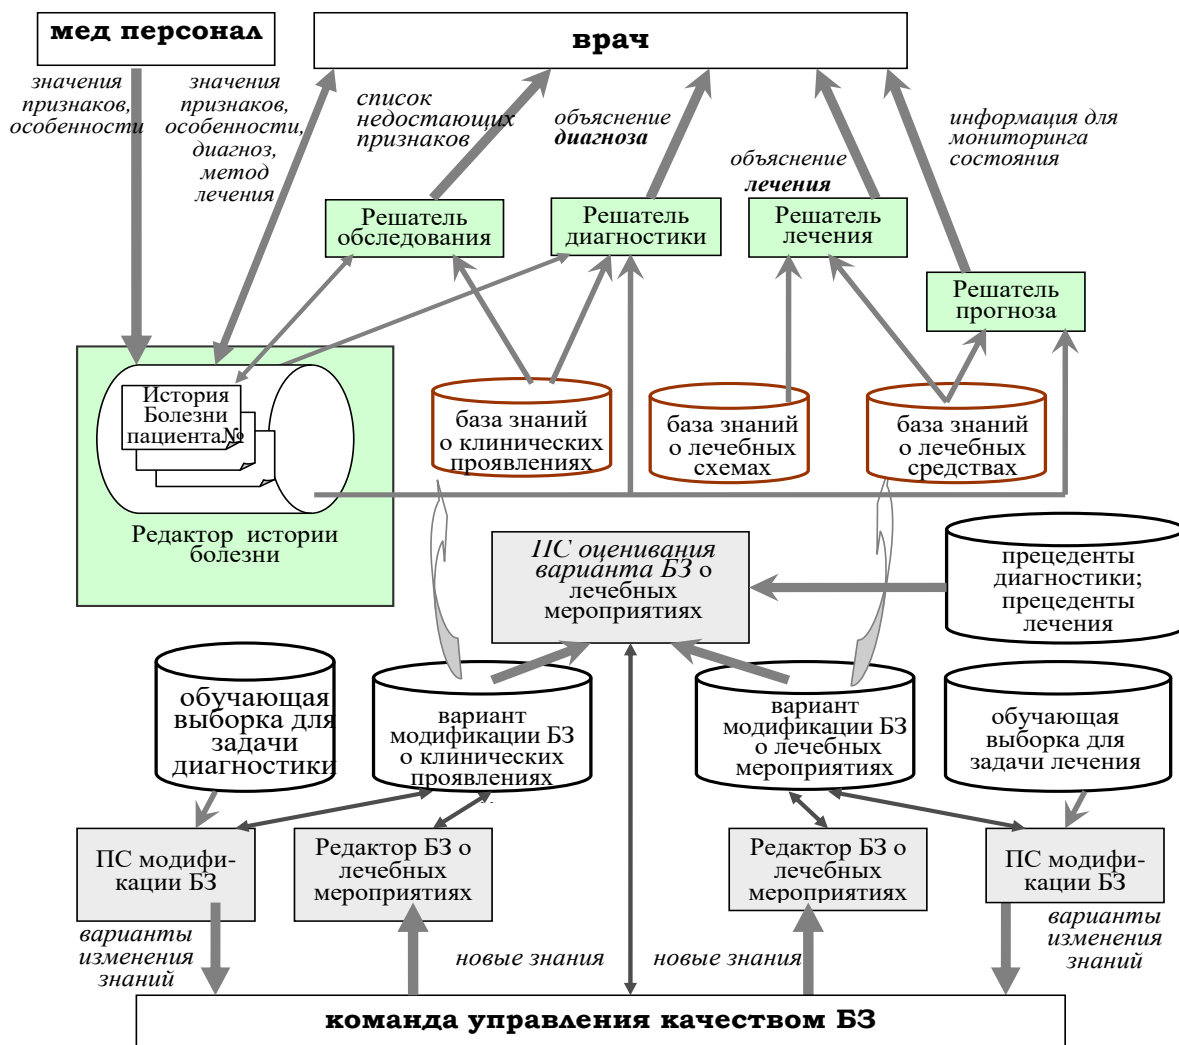 мед персонал
врач
значения
признаков,
особенности
значения
признаков,
особенности,
диагноз,
метод
лечения
список
недостающих
признаков
объяснение
диагноза
объяснение
лечения
информация для
мониторинга
состояния
Решатель
обследования
Решатель
диагностики
Решатель
лечения
Решатель
прогноза
История
Болезни
пациента№
Редактор истории
болезни
база знаний
о клинических
проявлениях
база знаний
о лечебных
схемах
база знаний
о лечебных
средствах
ПС оценивания
варианта БЗ о
лечебных
мероприятиях
прецеденты
диагностики;
прецеденты
лечения
обучающая
выборка для
задачи
диагностики
вариант
модификации БЗ
о клинических
проявлениях
вариант
модификации БЗ
о лечебных
мероприятиях
обучающая
выборка для
задачи лечения
ПС модифи-
кации БЗ
Редактор БЗ о
лечебных
мероприятиях
Редактор БЗ о
лечебных
мероприятиях
ПС модифи-
кации БЗ
варианты
изменения
знаний
новые знания
новые знания
варианты
изменения
знаний
команда управления качеством БЗ